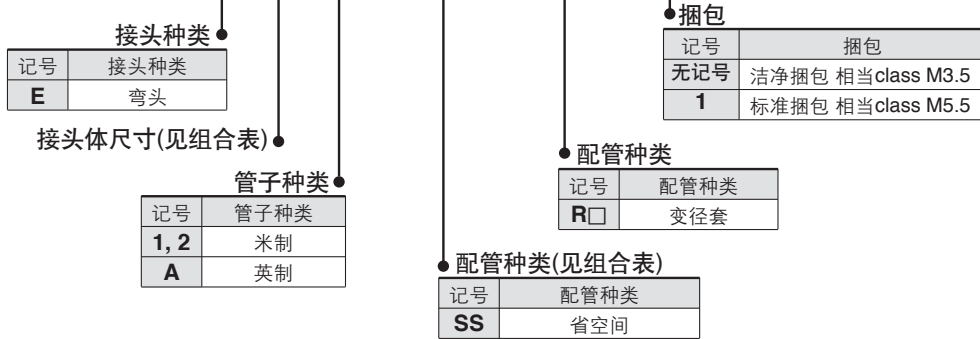 捆包
记号 捆包
无记号 洁净捆包 相当class M3.5
1 标准捆包 相当class M5.5
接头种类
记号 接头种类
E 弯头
接头体尺寸(见组合表)
管子种类
记号 管子种类
1, 2 米制
A 英制
配管种类
记号 配管种类
R□ 变径套
配管种类(见组合表)
记号 配管种类
SS 省空间